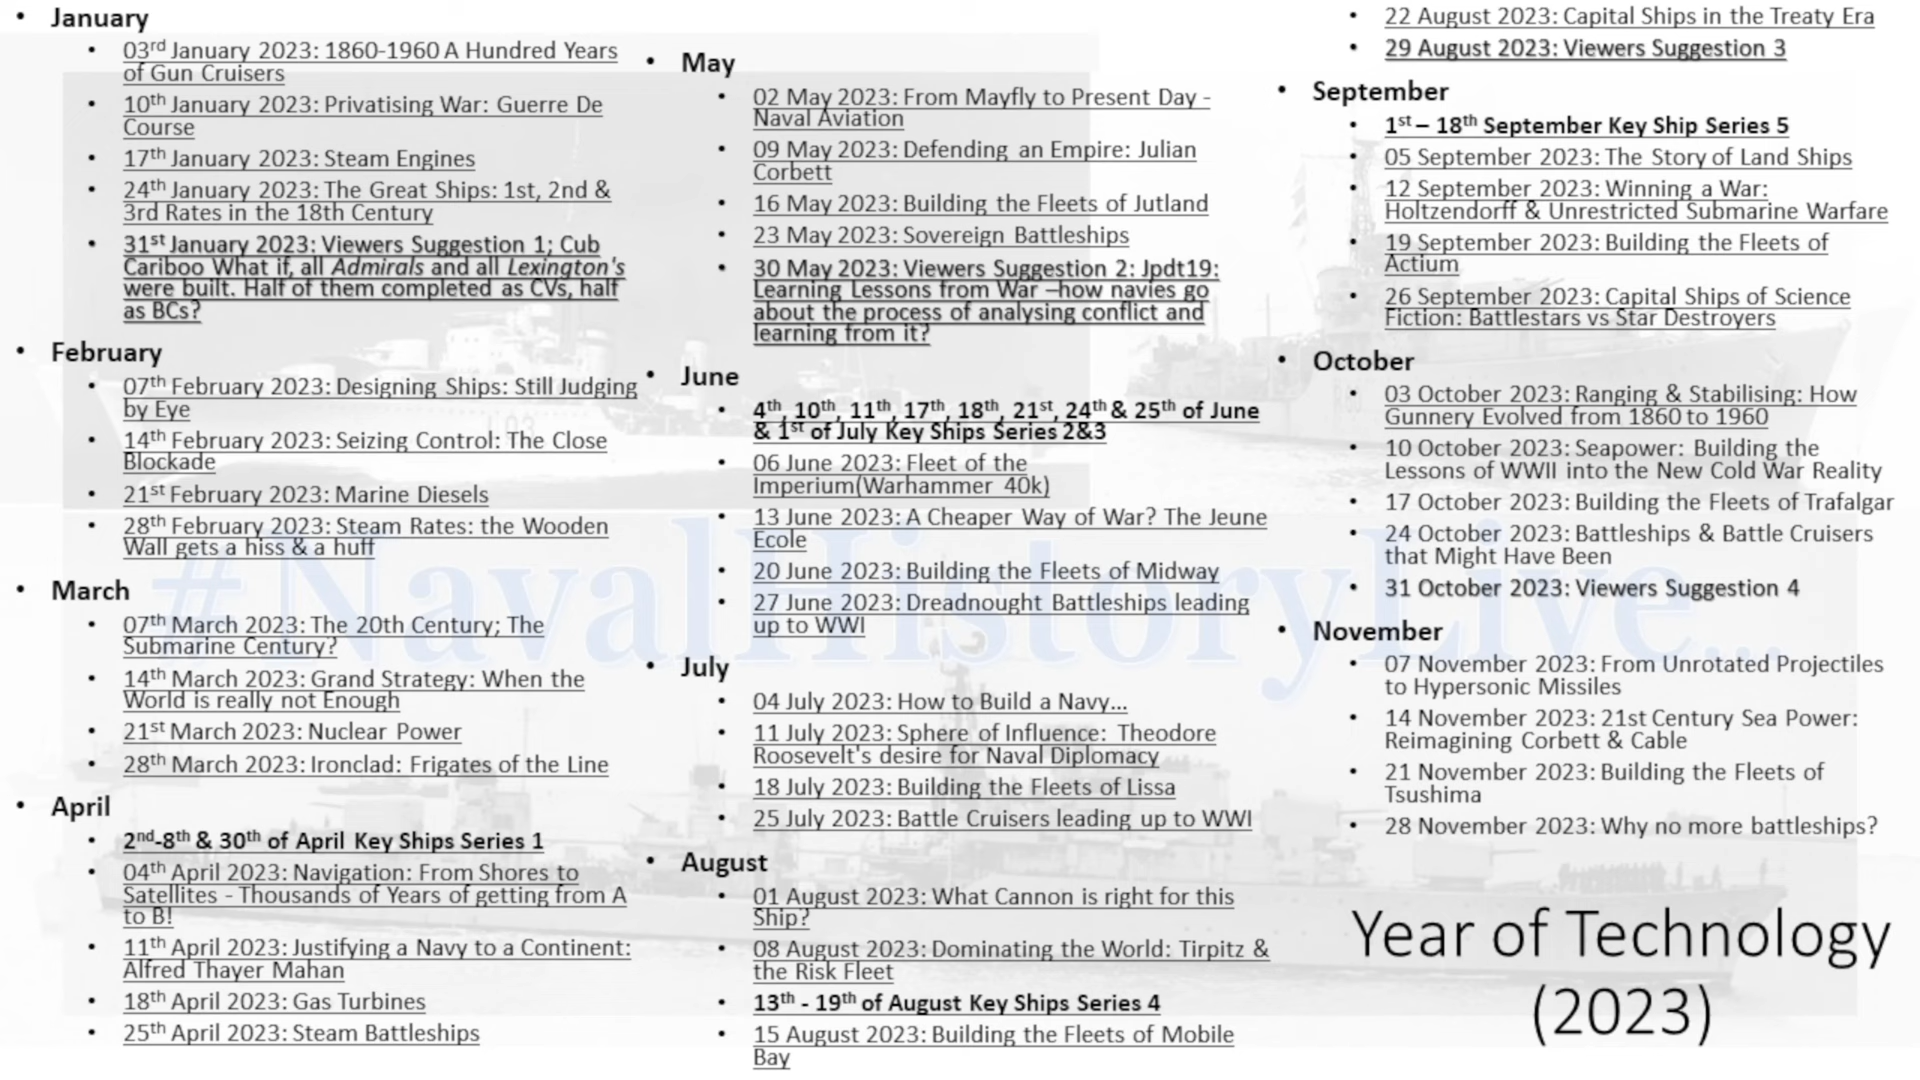 January
03rd January 2023: 1860-1960 A Hundred Years
of Gun Cruisers
10th January 2023: Privatising War: Guerre De
Course
17th January 2023: Steam Engines
24th January 2023: The Great Ships: 1st, 2nd &
3rd Rates in the 18th Century
31st January 2023: Viewers Suggestion 1; Cub
Cariboo What if, all Admirals and all Lexington's
were built. Half of them completed as CVs, half
as BCs?
February
07th February 2023: Designing Ships: Still Judging
by Eye
14th February 2023: Seizing Control: The Close
Blockade
21st February 2023: Marine Diesels
28th February 2023: Steam Rates: the Wooden
Wall gets a hiss & a huff
March
07th March 2023: The 20th Century; The
Submarine Century?
14th March 2023: Grand Strategy: When the
World is really not Enough
21st March 2023: Nuclear Power
28th March 2023: Ironclad: Frigates of the Line
April
2nd-8th & 30th of April Key Ships Series 1
04th April 2023: Navigation: From Shores to
Satellites - Thousands of Years of getting from A
to B!
11th April 2023: Justifying a Navy to a Continent:
Alfred Thayer Mahan
18th April 2023: Gas Turbines
25th April 2023: Steam Battleships
May
02 May 2023: From Mayfly to Present Day -
Naval Aviation
09 May 2023: Defending an Empire: Julian
Corbett
16 May 2023: Building the Fleets of Jutland
23 May 2023: Sovereign Battleships
30 May 2023: Viewers Suggestion 2: Jpdt19:
Learning Lessons from War –how navies go
about the process of analysing conflict and
learning from it?
June
4th, 10th, 11th, 17th, 18th, 21st, 24th & 25th of June
& 1st of July Key Ships Series 2&3
06 June 2023: Fleet of the
Imperium(Warhammer 40k)
13 June 2023: A Cheaper Way of War? The Jeune
Ecole
20 June 2023: Building the Fleets of Midway
27 June 2023: Dreadnought Battleships leading
up to WWI
July
04 July 2023: How to Build a Navy...
11 July 2023: Sphere of Influence: Theodore
Roosevelt's desire for Naval Diplomacy
18 July 2023: Building the Fleets of Lissa
25 July 2023: Battle Cruisers leading up to WWI
August
01 August 2023: What Cannon is right for this
Ship?
08 August 2023: Dominating the World: Tirpitz &
the Risk Fleet
13th - 19th of August Key Ships Series 4
15 August 2023: Building the Fleets of Mobile
Bay
22 August 2023: Capital Ships in the Treaty Era
29 August 2023: Viewers Suggestion 3
September
1st – 18th September Key Ship Series 5
05 September 2023: The Story of Land Ships
12 September 2023: Winning a War:
Holtzendorff & Unrestricted Submarine Warfare
19 September 2023: Building the Fleets of
Actium
26 September 2023: Capital Ships of Science
Fiction: Battlestars vs Star Destroyers
October
03 October 2023: Ranging & Stabilising: How
Gunnery Evolved from 1860 to 1960
10 October 2023: Seapower: Building the
Lessons of WWII into the New Cold War Reality
17 October 2023: Building the Fleets of Trafalgar
24 October 2023: Battleships & Battle Cruisers
that Might Have Been
31 October 2023: Viewers Suggestion 4
November
07 November 2023: From Unrotated Projectiles
to Hypersonic Missiles
14 November 2023: 21st Century Sea Power:
Reimagining Corbett & Cable
21 November 2023: Building the Fleets of
Tsushima
28 November 2023: Why no more battleships?
Year of Technology
(2023)
#NavalHistoryLive...
L03